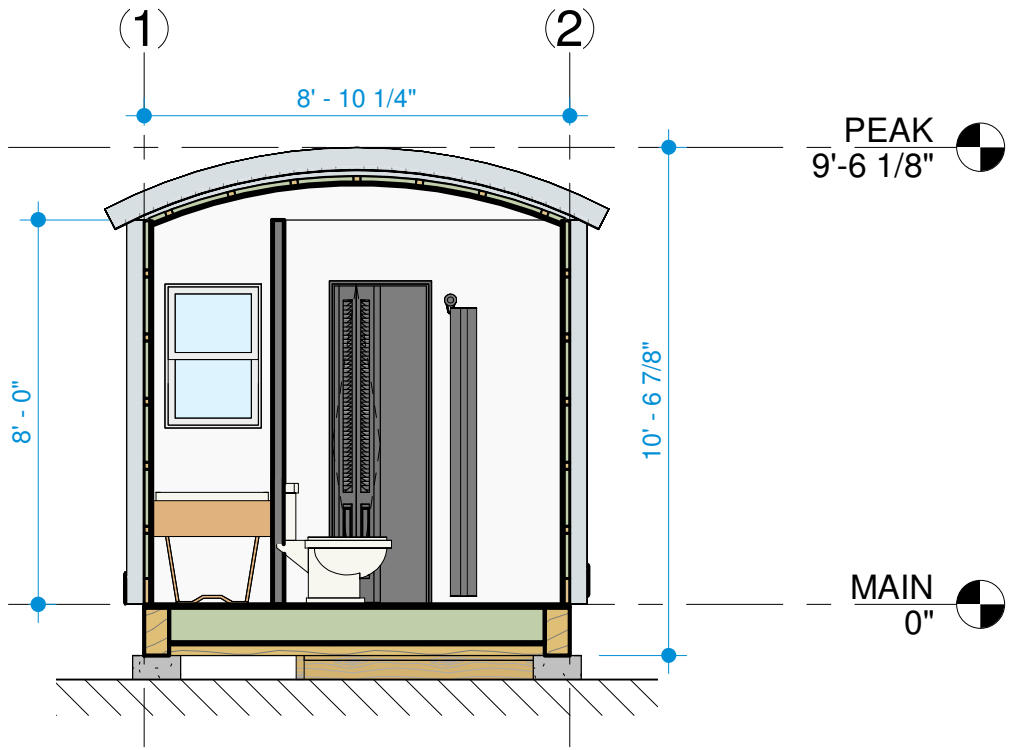 (1)
(2)
8' - 10 1/4"
PEAK
9'-6 1/8"
8' - 0"
10' - 6 7/8"
MAIN
0"